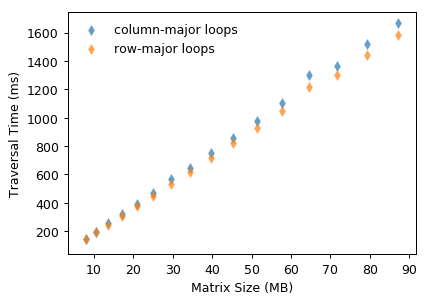 column-major loops
row-major loops
1600
1400
1200
1000
800
600
400
200
Traversal Time (ms)
10 20 30 40 50 60 70 80 90
Matrix Size (MB)